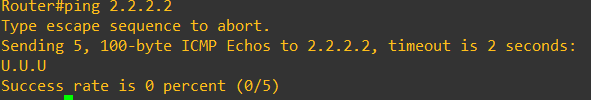 Router#ping 2.2.2.2
Type escape sequence to abort.
Sending 5, 100-byte ICMP Echos to 2.2.2.2, timeout is 2 seconds:
U.U.U
Success rate is 0 percent (0/5)